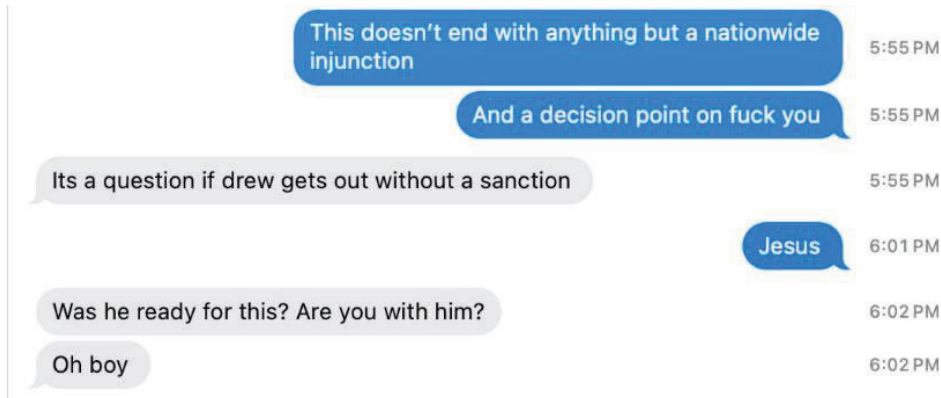 This doesn't end with anything but a nationwide
injunction
5:55 PM
And a decision point on fuck you
5:55 PM
Its a question if drew gets out without a sanction
5:55 PM
Jesus
6:01 PM
Was he ready for this? Are you with him?
6:02 PM
Oh boy
6:02 PM